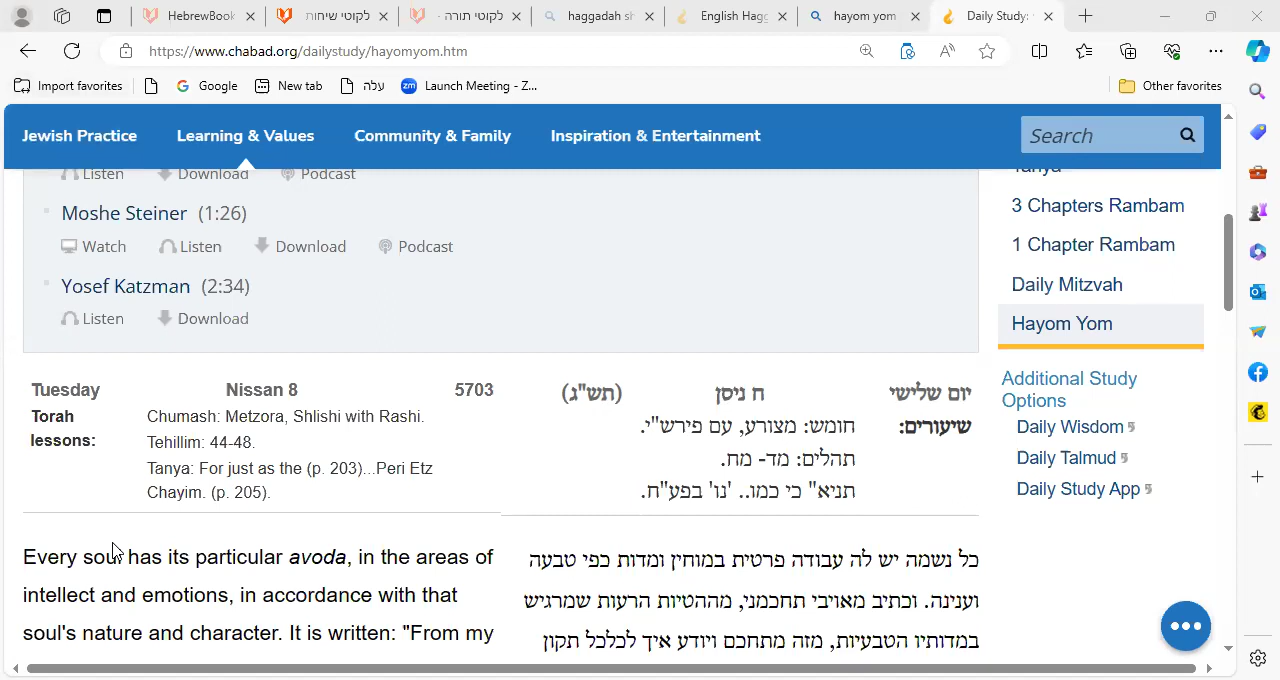 HebrewBook
לקוטי שיחות
לקוטי תורה -
haggadah sh
English Hagg
hayom yom
Daily Study:
https://www.chabad.org/dailystudy/hayomyom.htm
Import favorites
Google
New tab
עלה
zm Launch Meeting - Z...
Other favorites
Jewish Practice
Learning & Values
Community & Family
Inspiration & Entertainment
Search
Listen Download Podcast
Moshe Steiner (1:26)
Watch Listen Download Podcast
Yosef Katzman (2:34)
Listen Download
Tanya
3 Chapters Rambam
1 Chapter Rambam
Daily Mitzvah
Hayom Yom
Additional Study
Options
Daily Wisdom
Daily Talmud
Daily Study App
Tuesday Nissan 8 5703
Torah
lessons:
Chumash: Metzora, Shlishi with Rashi.
Tehillim: 44-48.
Tanya: For just as the (p. 203)...Peri Etz
Chayim. (p. 205).
יום שלישי ח ניסן (תש"ג)
שיעורים:
חומש: מצורע, עם פירש"י.
תהלים: מד- מח.
תניא" כי כמו.. 'נו' בפע"ח.
Every soul has its particular avoda, in the areas of
intellect and emotions, in accordance with that
soul's nature and character. It is written: "From my
כל נשמה יש לה עבודה פרטית במוחין ומדות כפי טבעה
וענינה. וכתיב מאויבי תחכמני, מההטיות הרעות שמרגיש
במדותיו הטבעיות, מזה מתחכם ויודע איך לכלכל תקון